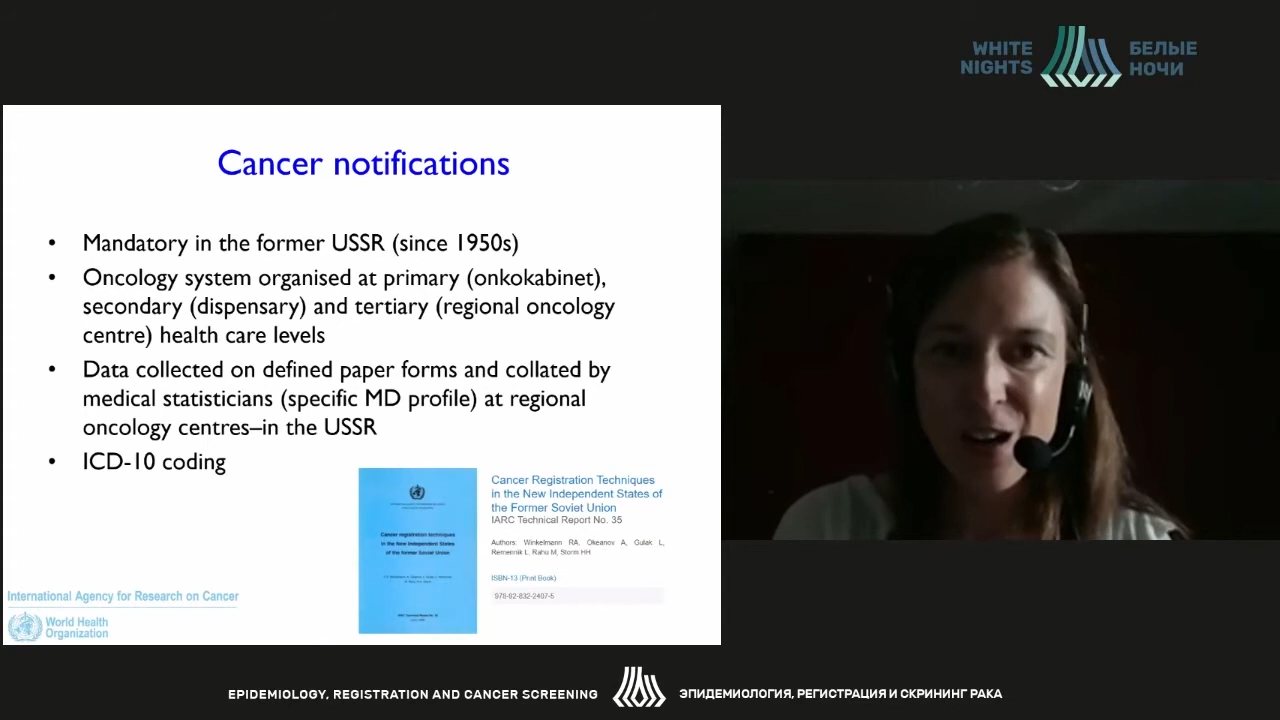 WHITE
NIGHTS
БЕЛЫЕ
НОЧИ
Cancer notifications
• Mandatory in the former USSR (since 1950s)
• Oncology system organised at primary (onkokabinet),
secondary (dispensary) and tertiary (regional oncology
centre) health care levels
• Data collected on defined paper forms and collated by
medical statisticians (specific MD profile) at regional
oncology centres–in the USSR
• ICD-10 coding
Cancer registration techniques
in the New Independent States
of the former Soviet Union
Cancer Registration Techniques
in the New Independent States of
the Former Soviet Union
IARC Technical Report No. 35
Authors: Winkelmann RA, Okeanov A, Gulak L,
Remennik L, Rahu M, Storm HH
ISBN-13 (Print Book)
978-92-832-2407-5
International Agency for Research on Cancer
World Health
Organization
EPIDEMIOLOGY, REGISTRATION AND CANCER SCREENING
ЭПИДЕМИОЛОГИЯ, РЕГИСТРАЦИЯ И СКРИНИНГ РАКА